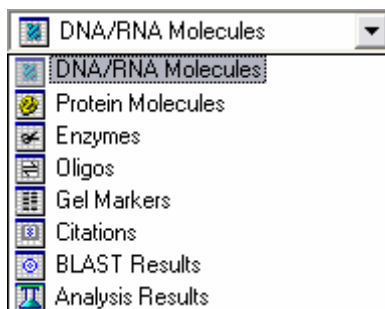 DNA/RNA Molecules
DNA/RNA Molecules
Protein Molecules
Enzymes
Oligos
Gel Markers
Citations
BLAST Results
Analysis Results